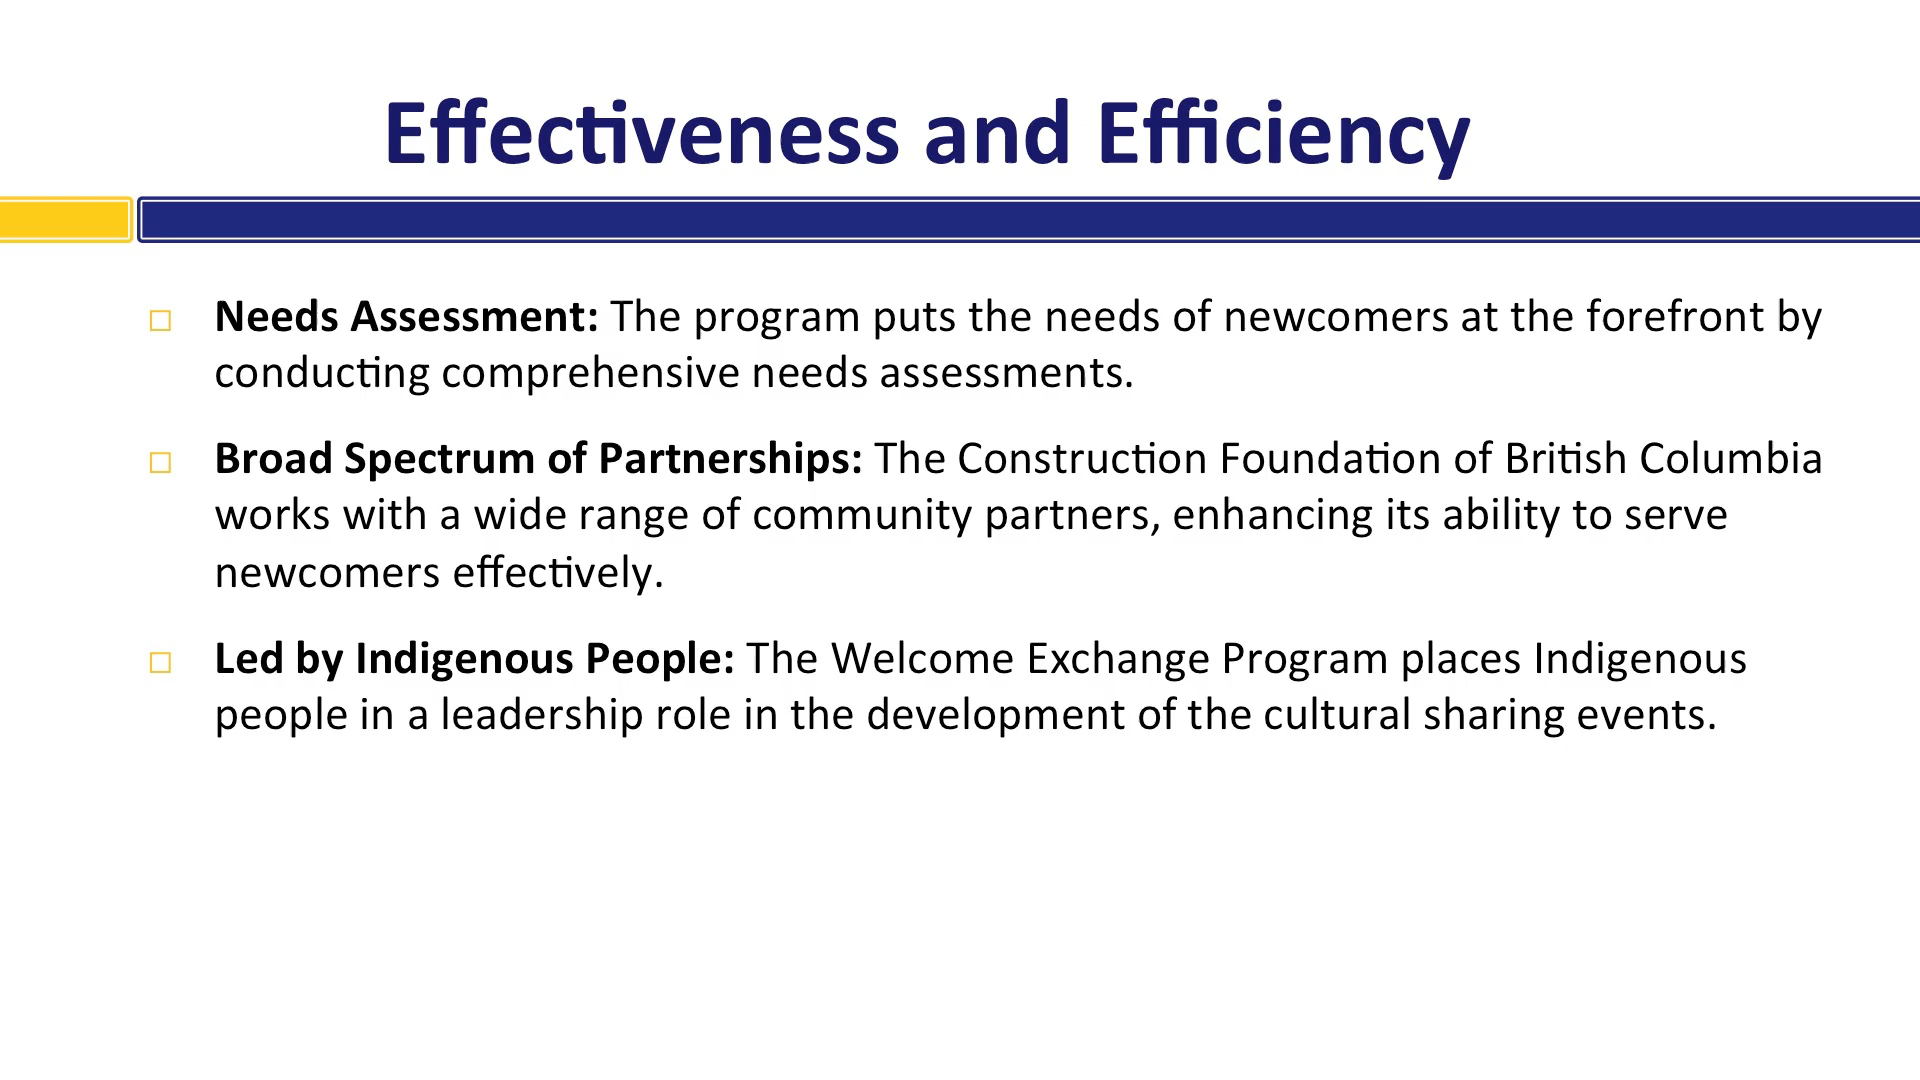 Effectiveness and Efficiency
Needs Assessment: The program puts the needs of newcomers at the forefront by
conducting comprehensive needs assessments.
Broad Spectrum of Partnerships: The Construction Foundation of British Columbia
works with a wide range of community partners, enhancing its ability to serve
newcomers effectively.
Led by Indigenous People: The Welcome Exchange Program places Indigenous
people in a leadership role in the development of the cultural sharing events.